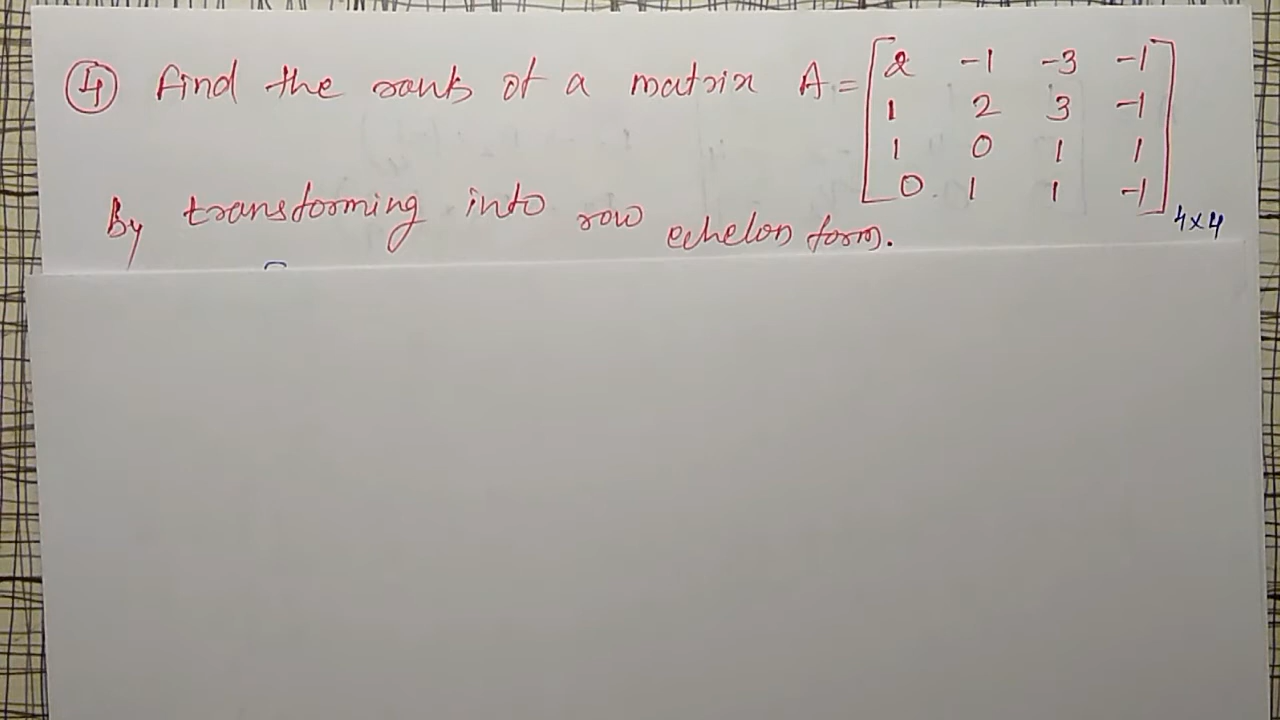 ④ Find the rank of a matrix A = [ 2 -1 -3 -1
1 2 3 -1
1 0 1 1
0 1 1 -1 ] 4×4
By transforming into row echelon form.